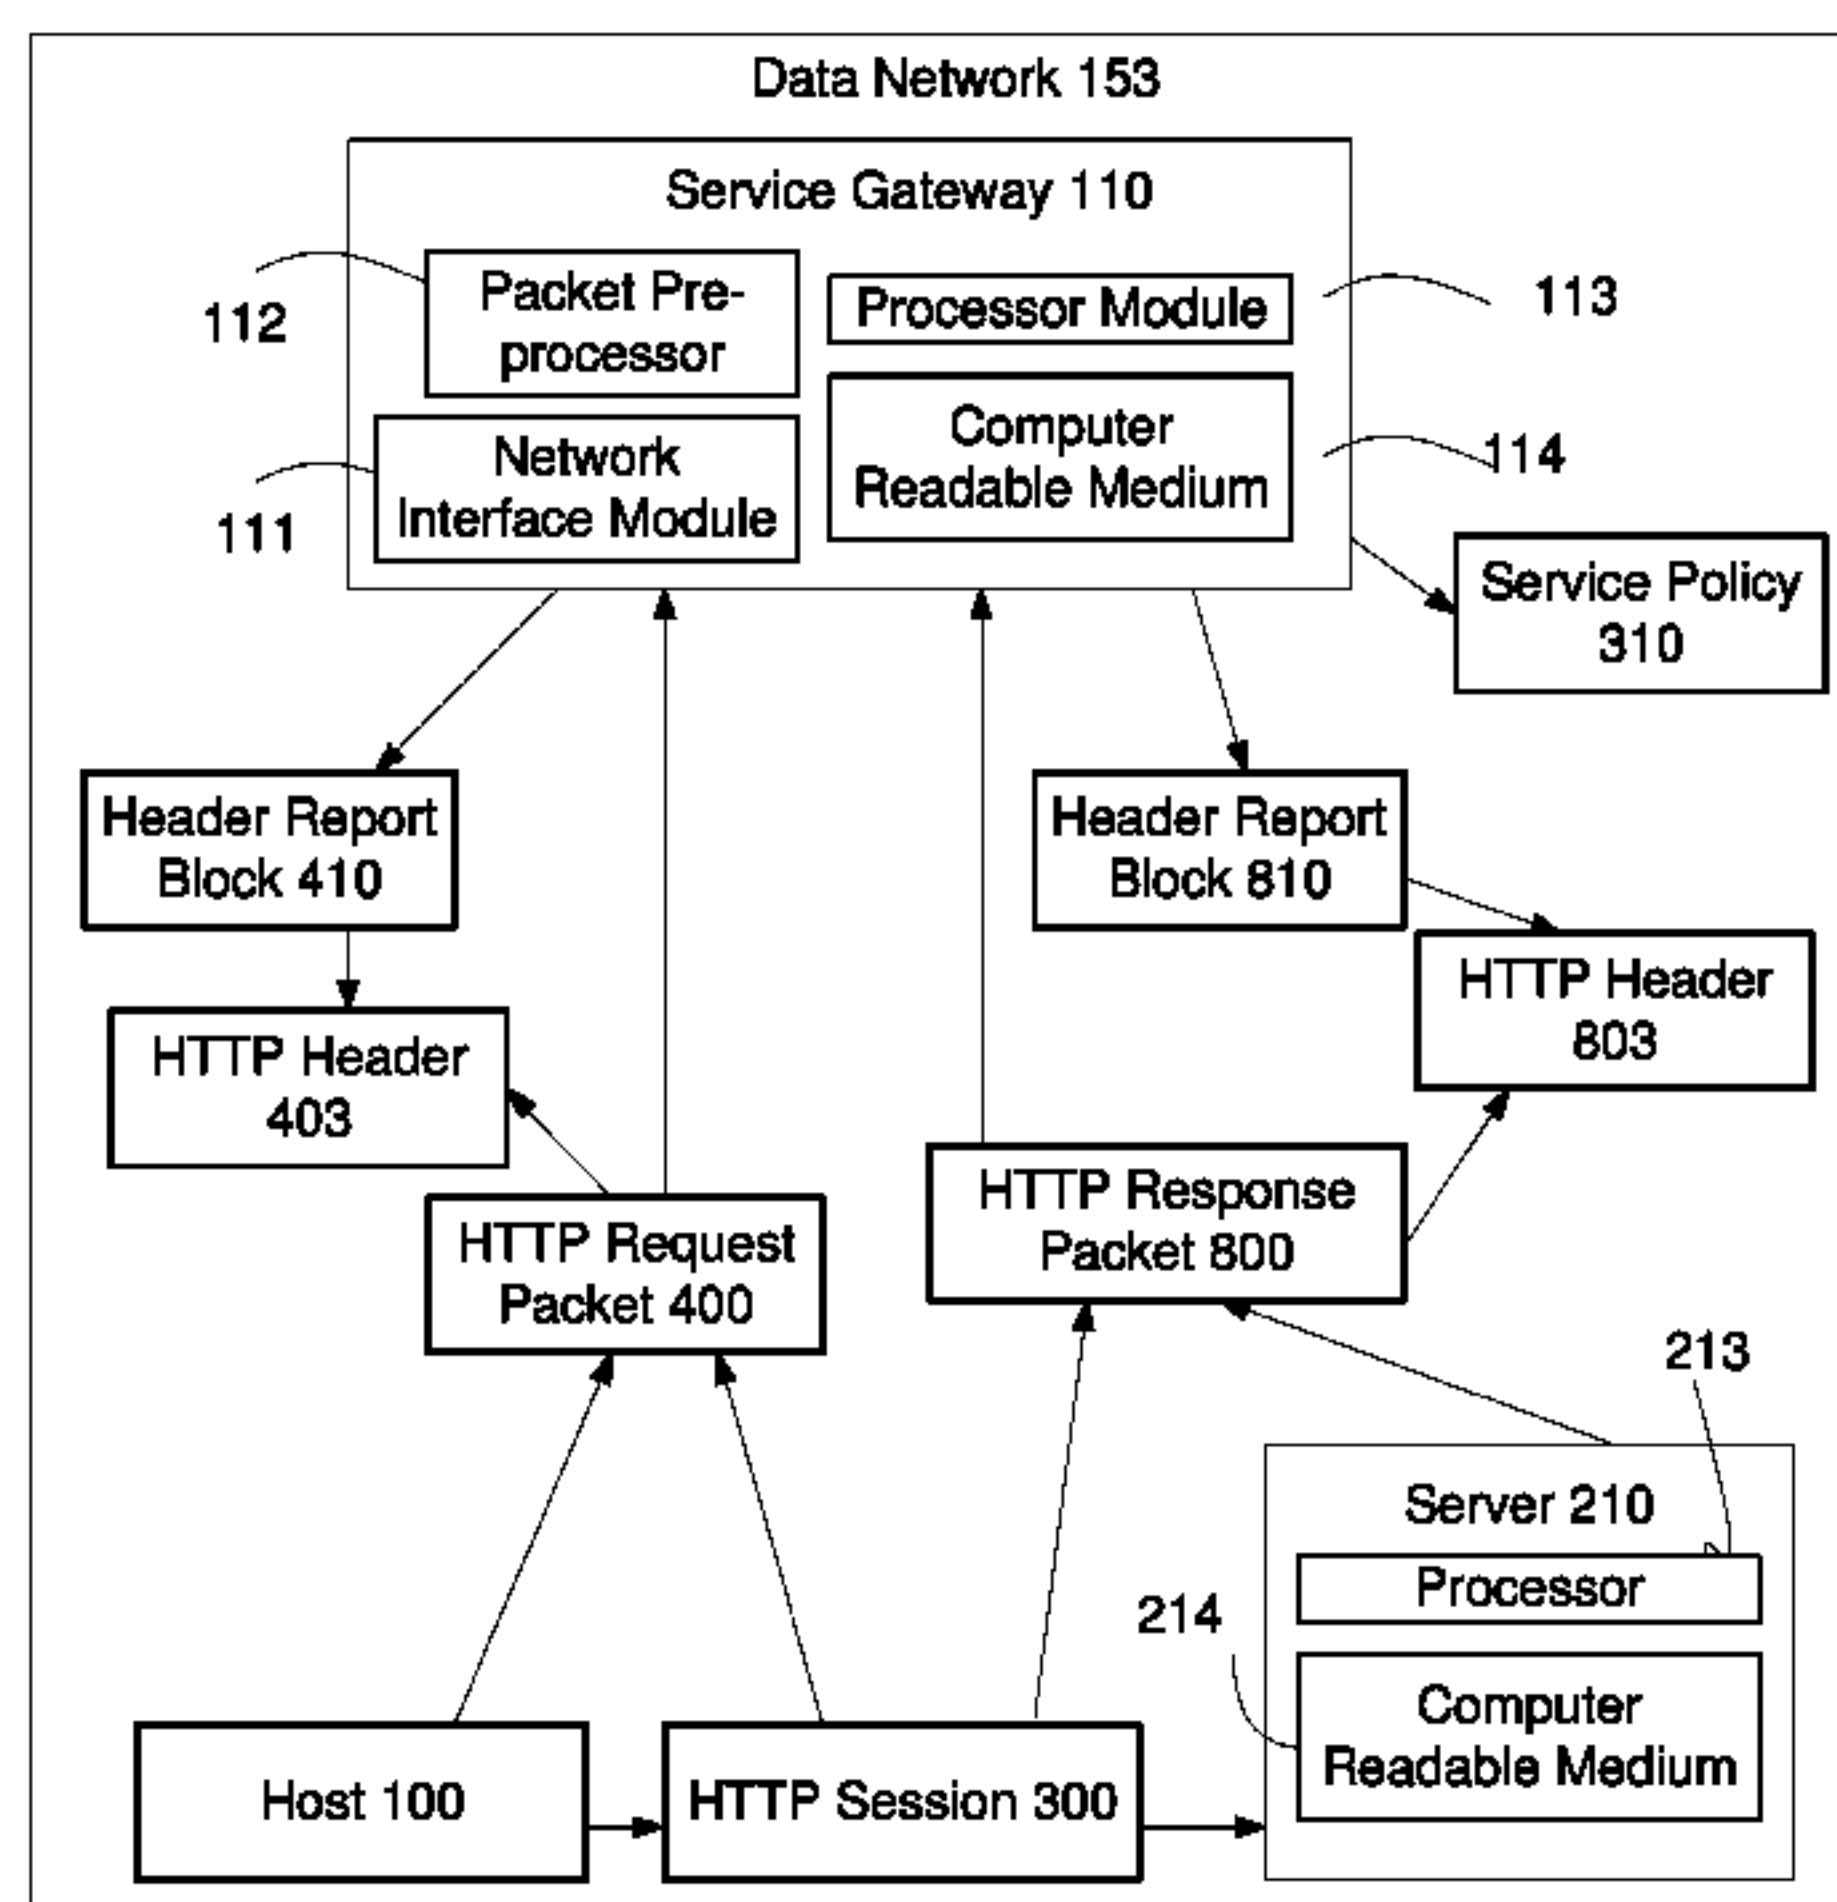 Data Network 153
Service Gateway 110
112
Packet Pre-
processor
Processor Module
113
111
Network
Interface Module
Computer
Readable Medium
114
Service Policy
310
Header Report
Block 410
Header Report
Block 810
HTTP Header
403
HTTP Header
803
HTTP Request
Packet 400
HTTP Response
Packet 800
213
Server 210
Processor
214
Computer
Readable Medium
Host 100
HTTP Session 300